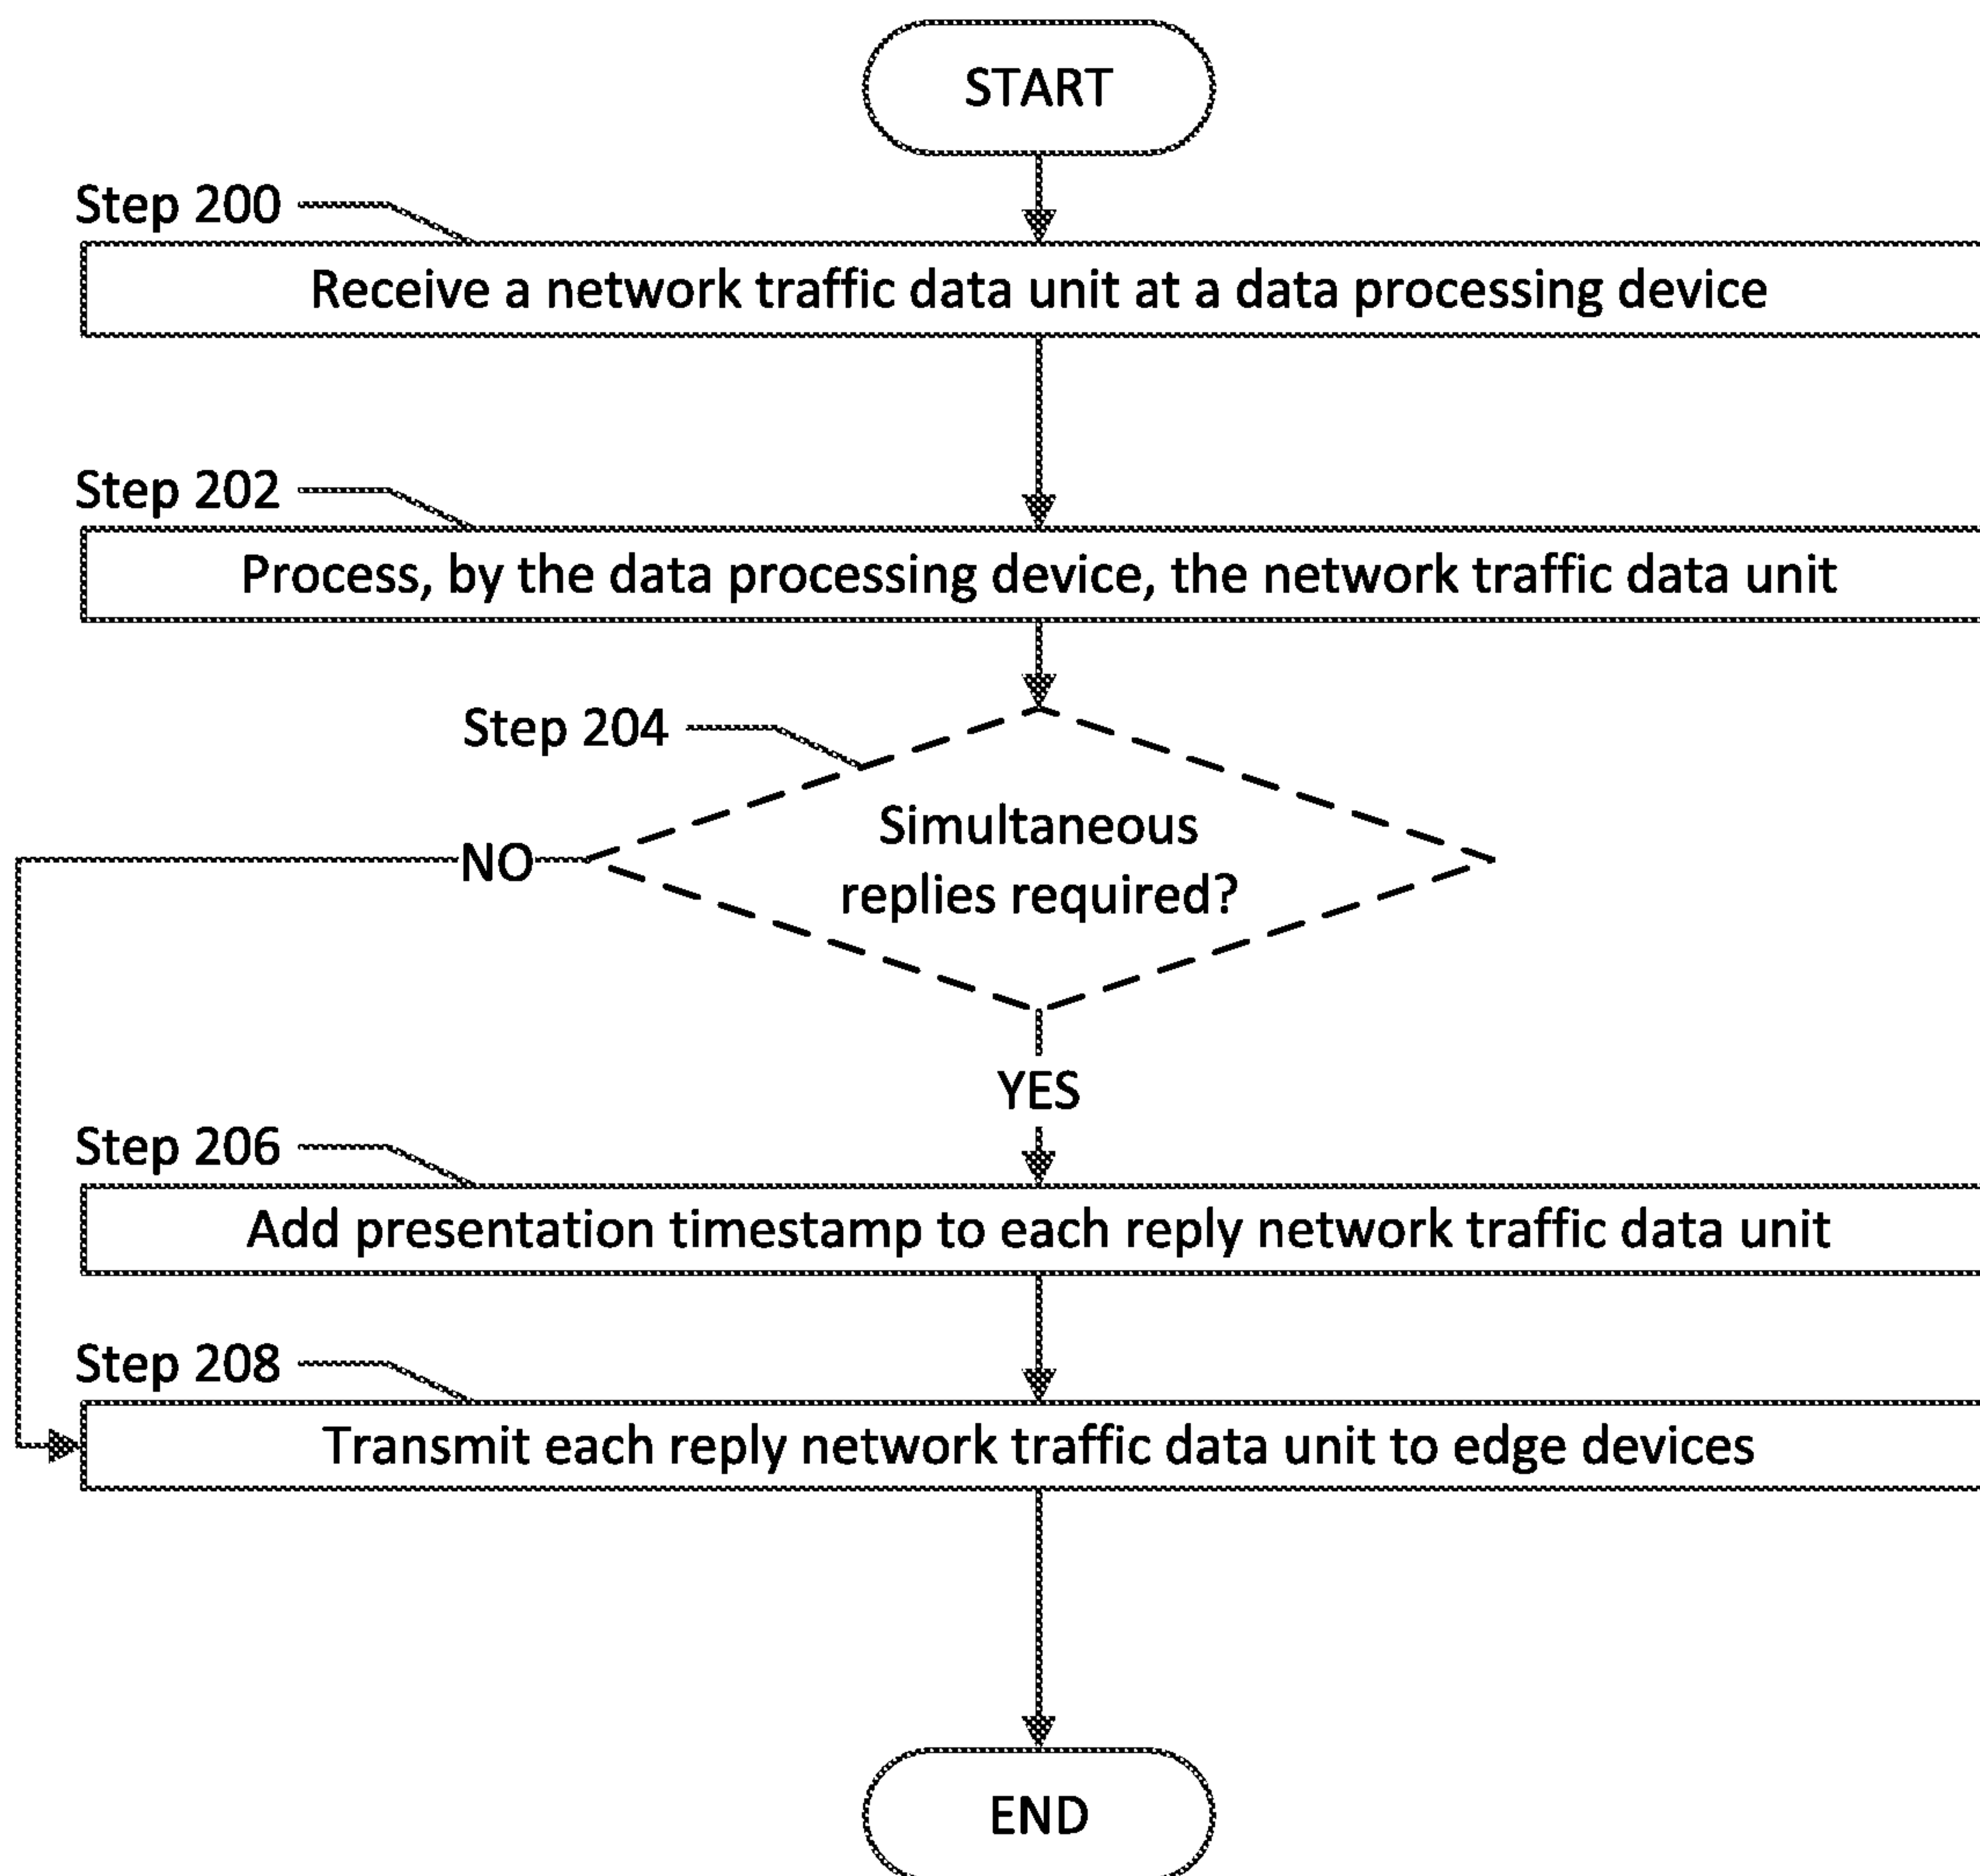 START
Step 200
Receive a network traffic data unit at a data processing device
Step 202
Process, by the data processing device, the network traffic data unit
Step 204
Simultaneous
replies required?
NO
YES
Step 206
Add presentation timestamp to each reply network traffic data unit
Step 208
Transmit each reply network traffic data unit to edge devices
END